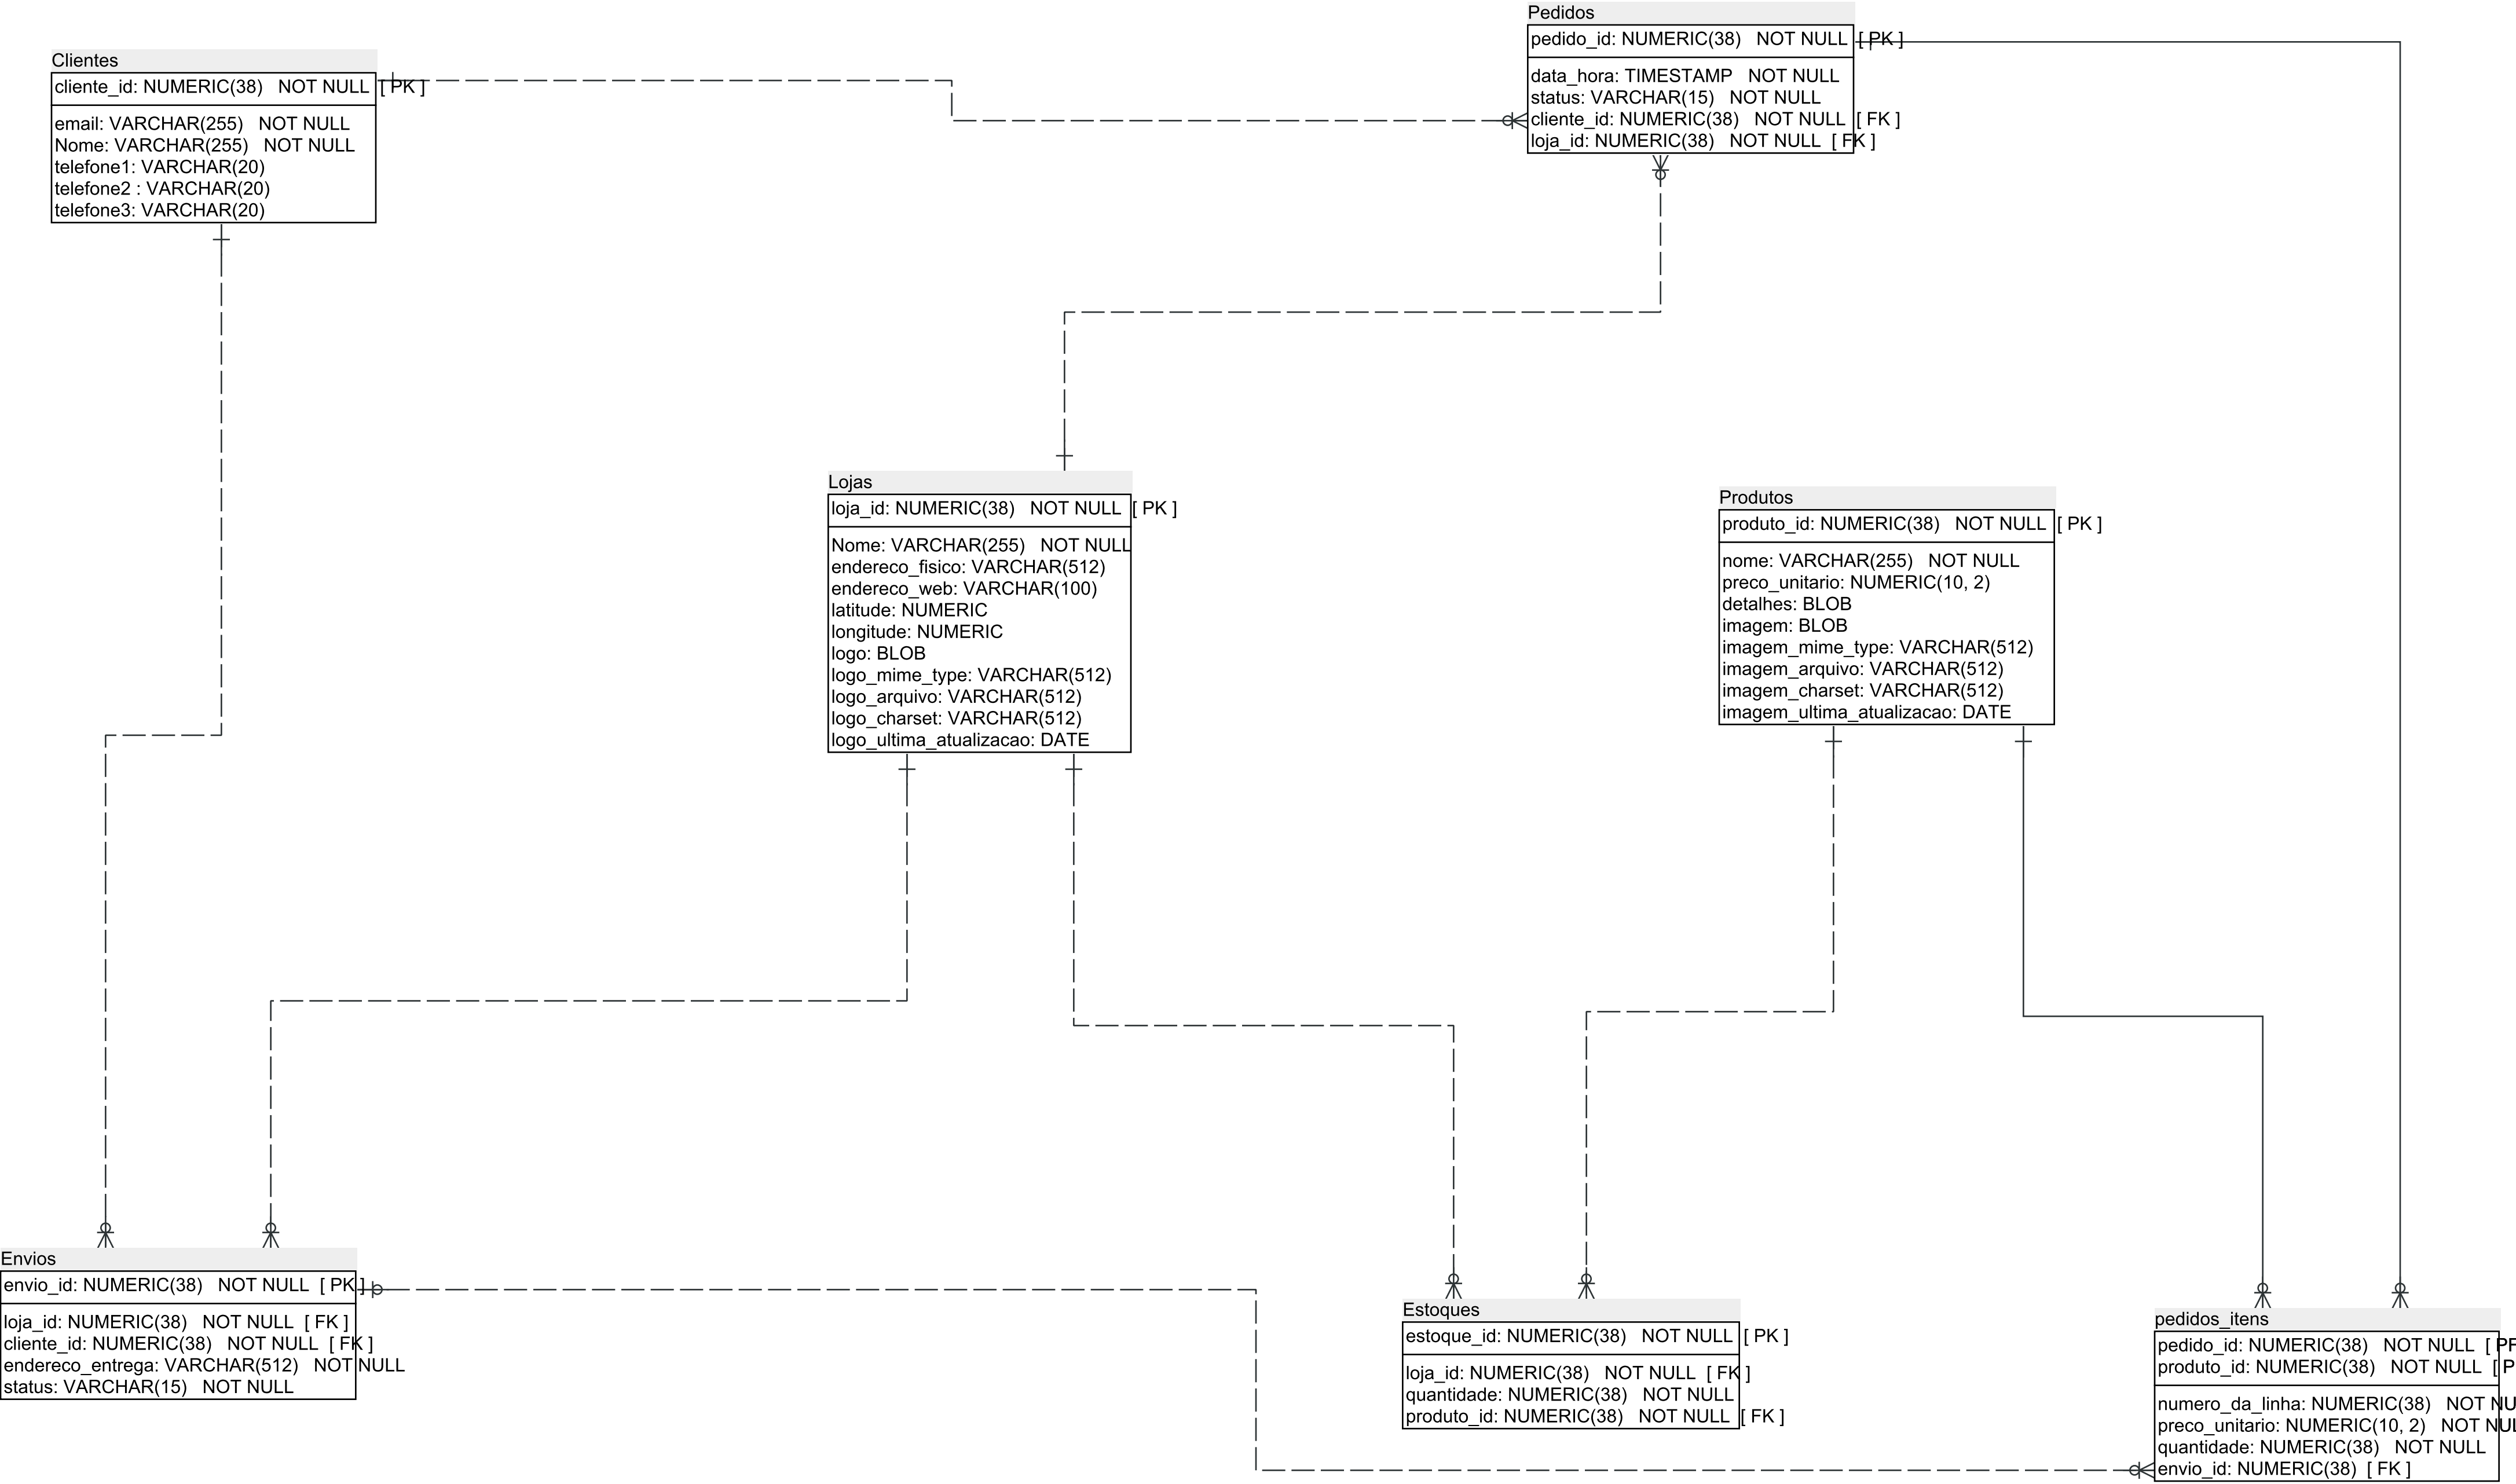 Pedidos
pedido_id: NUMERIC(38) NOT NULL [ PK ]
data_hora: TIMESTAMP NOT NULL
status: VARCHAR(15) NOT NULL
cliente_id: NUMERIC(38) NOT NULL [ FK ]
loja_id: NUMERIC(38) NOT NULL [ FK ]
Clientes
cliente_id: NUMERIC(38) NOT NULL [ PK ]
email: VARCHAR(255) NOT NULL
Nome: VARCHAR(255) NOT NULL
telefone1: VARCHAR(20)
telefone2 : VARCHAR(20)
telefone3: VARCHAR(20)
Lojas
loja_id: NUMERIC(38) NOT NULL [ PK ]
Nome: VARCHAR(255) NOT NULL
endereco_fisico: VARCHAR(512)
endereco_web: VARCHAR(100)
latitude: NUMERIC
longitude: NUMERIC
logo: BLOB
logo_mime_type: VARCHAR(512)
logo_arquivo: VARCHAR(512)
logo_charset: VARCHAR(512)
logo_ultima_atualizacao: DATE
Produtos
produto_id: NUMERIC(38) NOT NULL [ PK ]
nome: VARCHAR(255) NOT NULL
preco_unitario: NUMERIC(10, 2)
detalhes: BLOB
imagem: BLOB
imagem_mime_type: VARCHAR(512)
imagem_arquivo: VARCHAR(512)
imagem_charset: VARCHAR(512)
imagem_ultima_atualizacao: DATE
Envios
envio_id: NUMERIC(38) NOT NULL [ PK ]
loja_id: NUMERIC(38) NOT NULL [ FK ]
cliente_id: NUMERIC(38) NOT NULL [ FK ]
endereco_entrega: VARCHAR(512) NOT NULL
status: VARCHAR(15) NOT NULL
Estoques
estoque_id: NUMERIC(38) NOT NULL [ PK ]
loja_id: NUMERIC(38) NOT NULL [ FK ]
quantidade: NUMERIC(38) NOT NULL
produto_id: NUMERIC(38) NOT NULL [ FK ]
pedidos_itens
pedido_id: NUMERIC(38) NOT NULL [
produto_id: NUMERIC(38) NOT NULL [
numero_da_linha: NUMERIC(38) NOT
preco_unitario: NUMERIC(10, 2) NOT
quantidade: NUMERIC(38) NOT NULL
envio_id: NUMERIC(38) [ FK ]